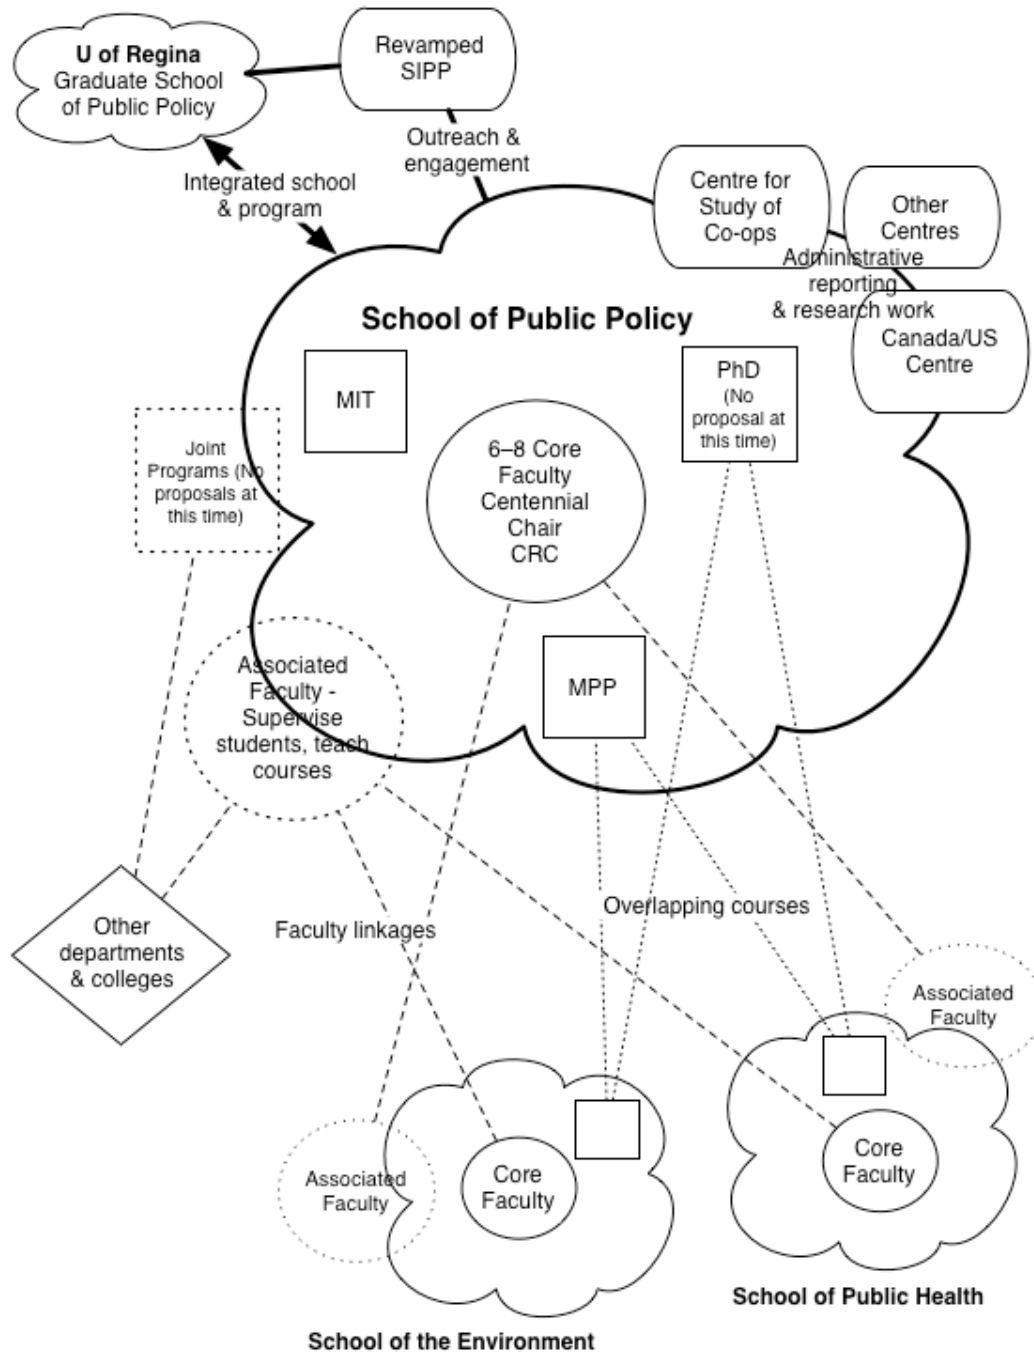 U of Regina
Graduate School
of Public Policy
Revamped
SIPP
Outreach &
engagement
Integrated school
& program
Centre for
Study of
Co-ops
Other
Centres
Administrative
reporting
& research work
Canada/US
Centre
School of Public Policy
MIT
PhD
(No
proposal at
this time)
6–8 Core
Faculty
Centennial
Chair
CRC
Joint
Programs (No
proposals at
this time)
Associated
Faculty -
Supervise
students, teach
courses
MPP
Other
departments
& colleges
Faculty linkages
Overlapping courses
Associated
Faculty
Core
Faculty
School of Public Health
Associated
Faculty
Core
Faculty
School of the Environment